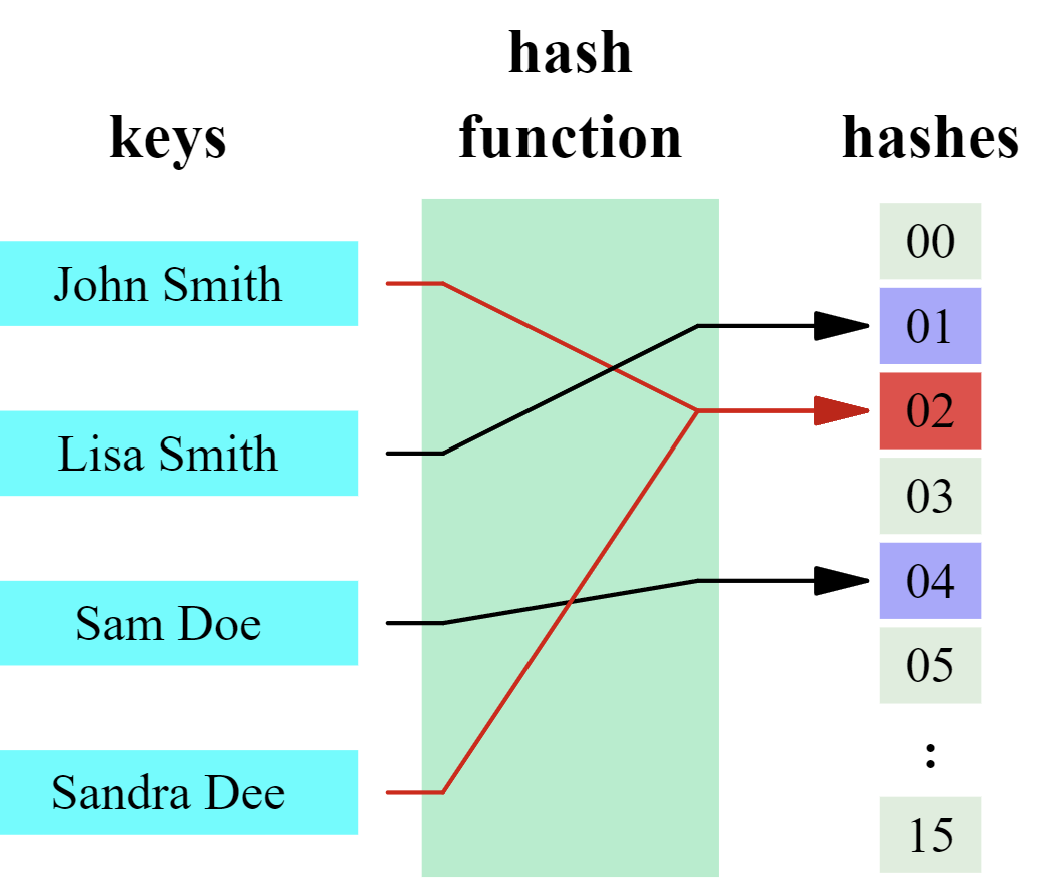 hash
function
keys
hashes
John Smith
Lisa Smith
Sam Doe
Sandra Dee
00
01
02
03
04
05
:
15